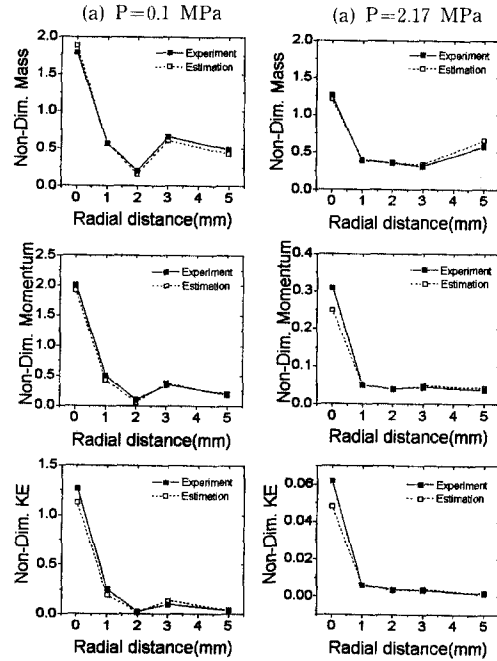 (a) P=0.1 MPa
(a) P=2.17 MPa
Non-Dim. Mass
2.0
1.5
1.0
0.5
0.0
Experiment
Estimation
0 1 2 3 4 5
Radial distance(mm)
Non-Dim. Mass
2.0
1.5
1.0
0.5
0.0
Experiment
Estimation
0 1 2 3 4 5
Radial distance(mm)
Non-Dim. Momentum
2.5
2.0
1.5
1.0
0.5
0.0
Experiment
Estimation
0 1 2 3 4 5
Radial distance(mm)
Non-Dim. Momentum
0.4
0.3
0.2
0.1
0.0
Experiment
Estimation
0 1 2 3 4 5
Radial distance(mm)
Non-Dim. KE
1.5
1.0
0.5
0.0
Experiment
Estimation
0 1 2 3 4 5
Radial distance(mm)
Non-Dim. KE
0.06
0.04
0.02
0.00
Experiment
Estimation
0 1 2 3 4 5
Radial distance(mm)